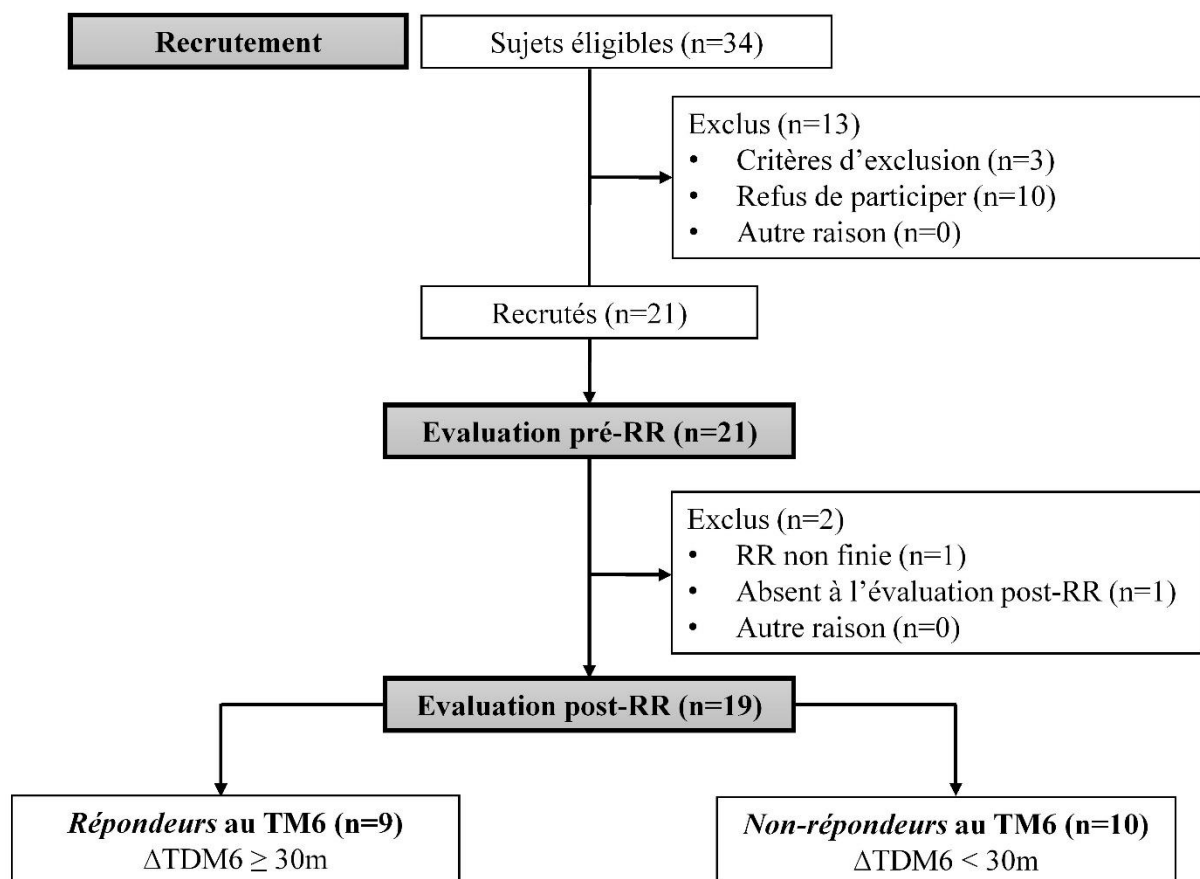 Recrutement
Sujets éligibles (n=34)
Exclus (n=13)
• Critères d'exclusion (n=3)
• Refus de participer (n=10)
• Autre raison (n=0)
Recrutés (n=21)
Evaluation pré-RR (n=21)
Exclus (n=2)
• RR non finie (n=1)
• Absent à l'évaluation post-RR (n=1)
• Autre raison (n=0)
Evaluation post-RR (n=19)
Répondeurs au TM6 (n=9)
ΔTDM6 ≥ 30m
Non-répondeurs au TM6 (n=10)
ΔTDM6 < 30m